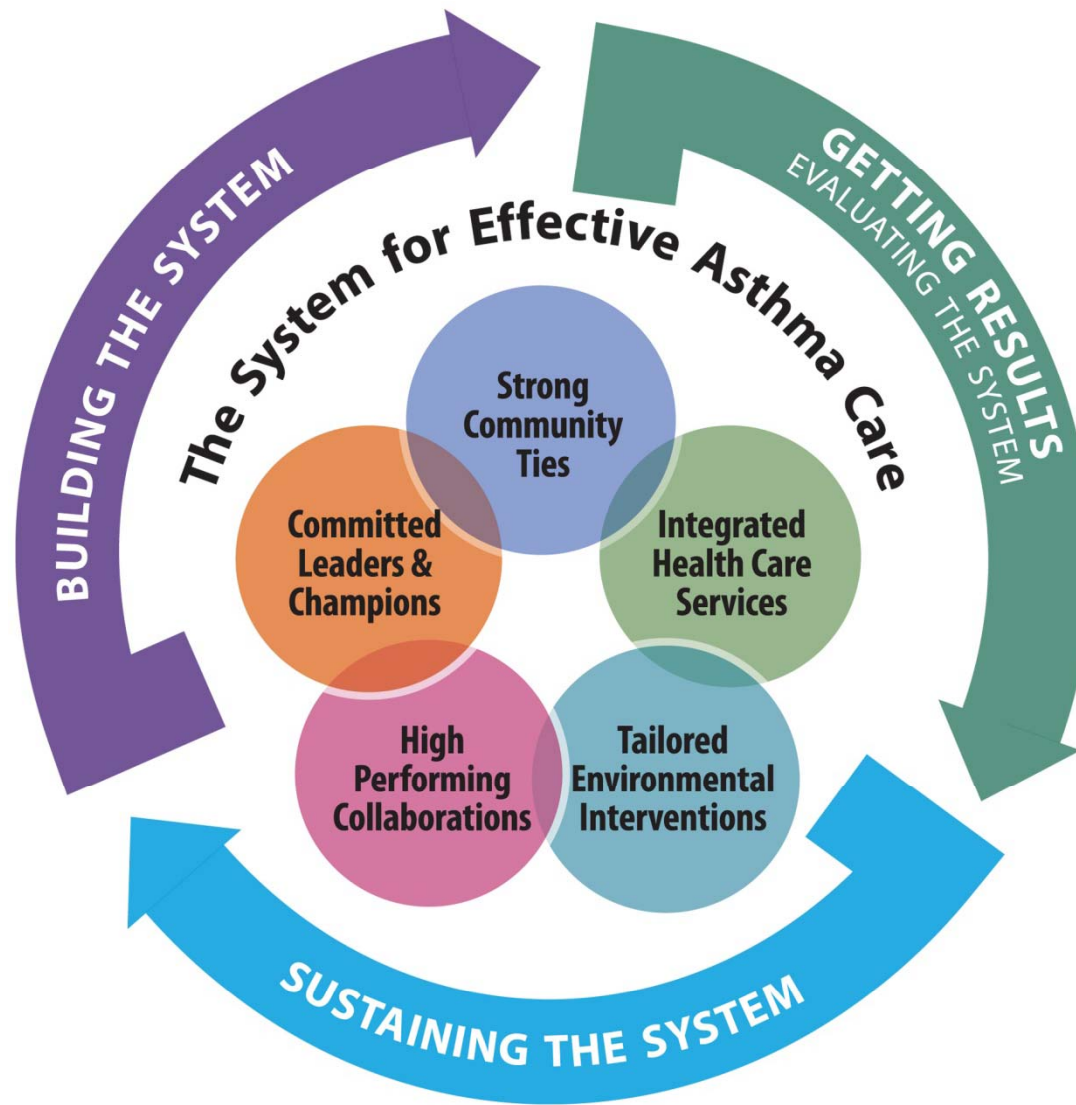 BUILDING THE SYSTEM
GETTING RESULTS
EVALUATING THE SYSTEM
The System for Effective Asthma Care
Strong
Community
Ties
Committed
Leaders &
Champions
Integrated
Health Care
Services
High
Performing
Collaborations
Tailored
Environmental
Interventions
SUSTAINING THE SYSTEM